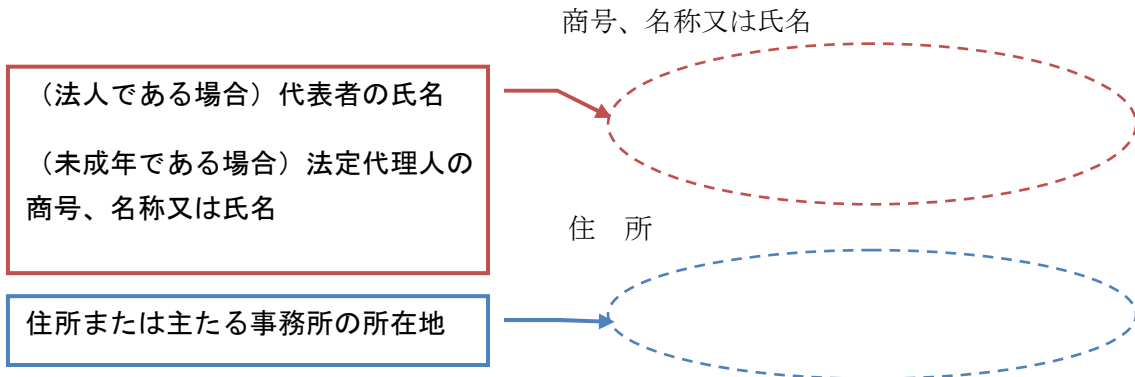 商号、名称又は氏名
（法人である場合）代表者の氏名
（未成年である場合）法定代理人の
商号、名称又は氏名
住　所
住所または主たる事務所の所在地